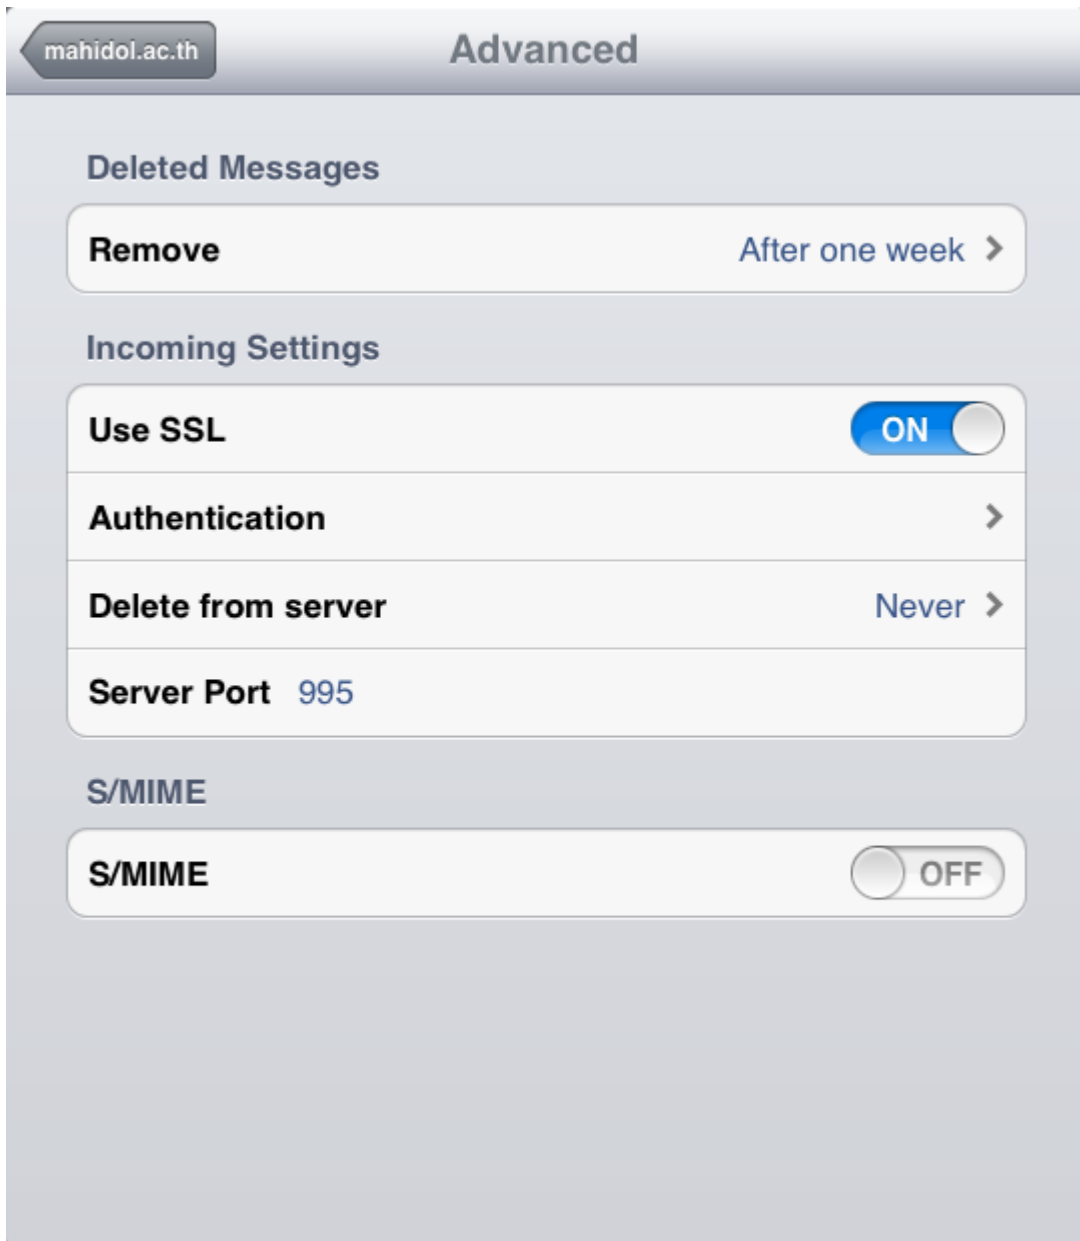 mahidol.ac.th Advanced
Deleted Messages
Remove After one week
Incoming Settings
Use SSL ON
Authentication
Delete from server Never
Server Port 995
S/MIME
S/MIME OFF